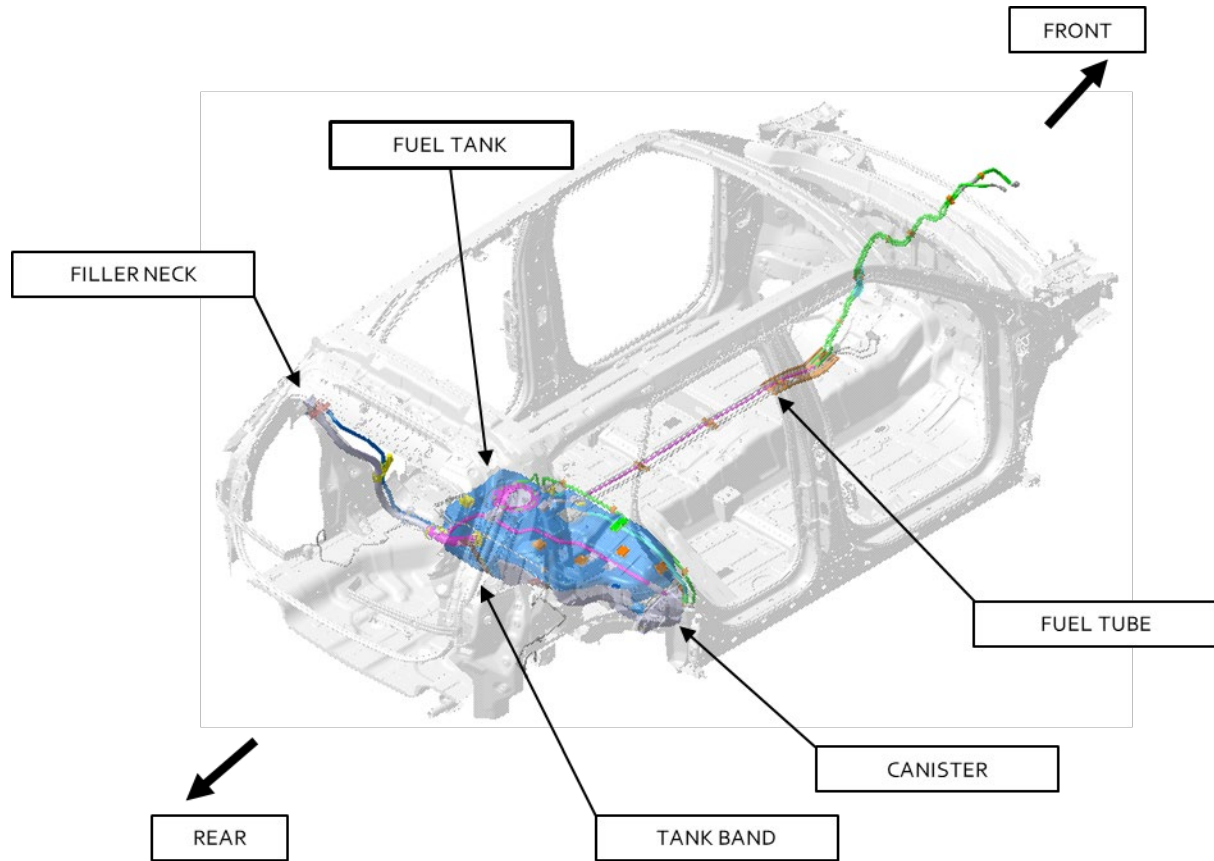 FRONT
FUEL TANK
FILLER NECK
FUEL TUBE
CANISTER
REAR
TANK BAND